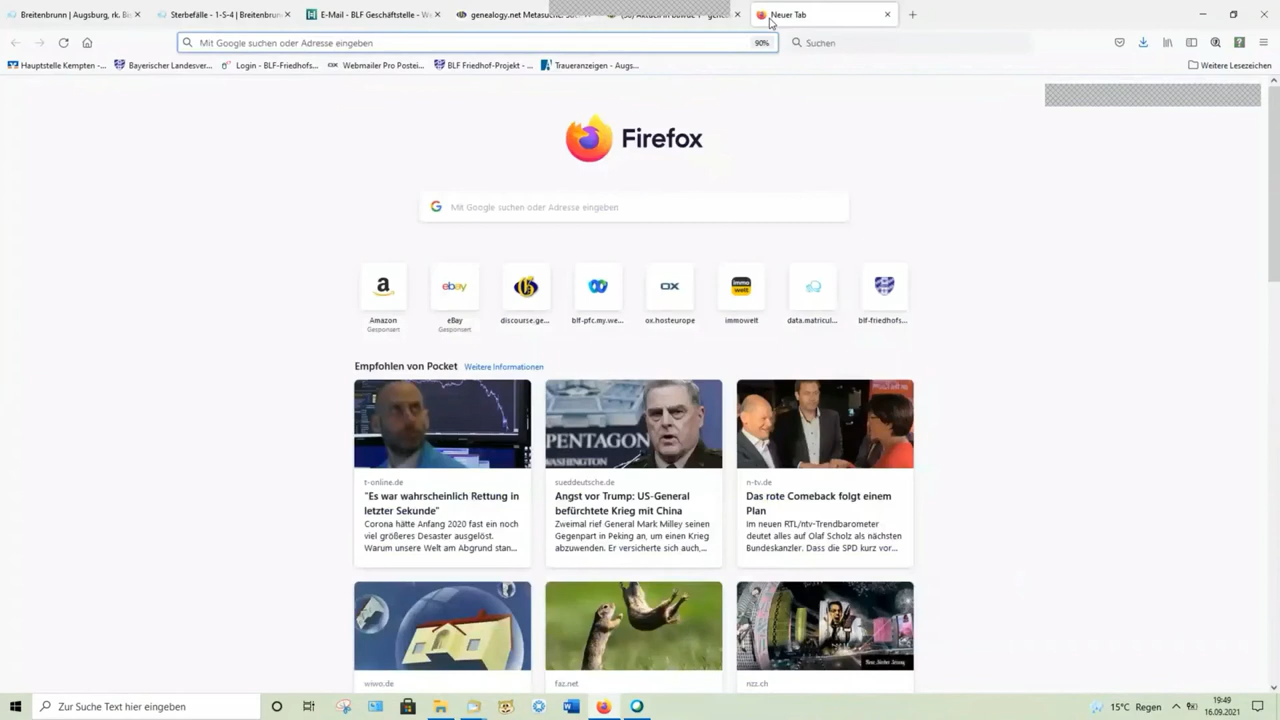 Breitenbrunn | Augsburg, rk. B
Sterbefälle - 1-S-4 | Breitenbrun
E-Mail - BLF Geschäftsstelle - We
genealogy.net Metasuche:
Neuer Tab
Mit Google suchen oder Adresse eingeben
90%
Suchen
Hauptstelle Kempten -...
Bayerischer Landesver...
Login - BLF-Friedhofs...
Webmailer Pro Postei...
BLF Friedhof-Projekt - ...
Traueranzeigen - Augs...
Weitere Lesezeichen
Firefox
Mit Google suchen oder Adresse eingeben
a
ebay
OX
immo
welt
Amazon
eBay
discourse.ge...
blf-pfc.my.we...
ox.hosteurope
immowelt
data.matricul...
blf-friedhofs...
Gesponsert
Gesponsert
Empfohlen von Pocket Weitere Informationen
PENTAGON
WASHINGTON
t-online.de
"Es war wahrscheinlich Rettung in
letzter Sekunde"
Corona hätte Anfang 2020 fast ein noch
viel größeres Desaster ausgelöst.
Warum unsere Welt am Abgrund stan...
sueddeutsche.de
Angst vor Trump: US-General
befürchtete Krieg mit China
Zweimal rief General Mark Milley seinen
Gegenpart in Peking an, um einen Krieg
abzuwenden. Er versicherte sich auch,...
n-tv.de
Das rote Comeback folgt einem
Plan
Im neuen RTL/ntv-Trendbarometer
deutet alles auf Olaf Scholz als nächsten
Bundeskanzler. Dass die SPD kurz vor...
wiwo.de
faz.net
nzz.ch
Zur Suche Text hier eingeben
15°C Regen
19:49
16.09.2021